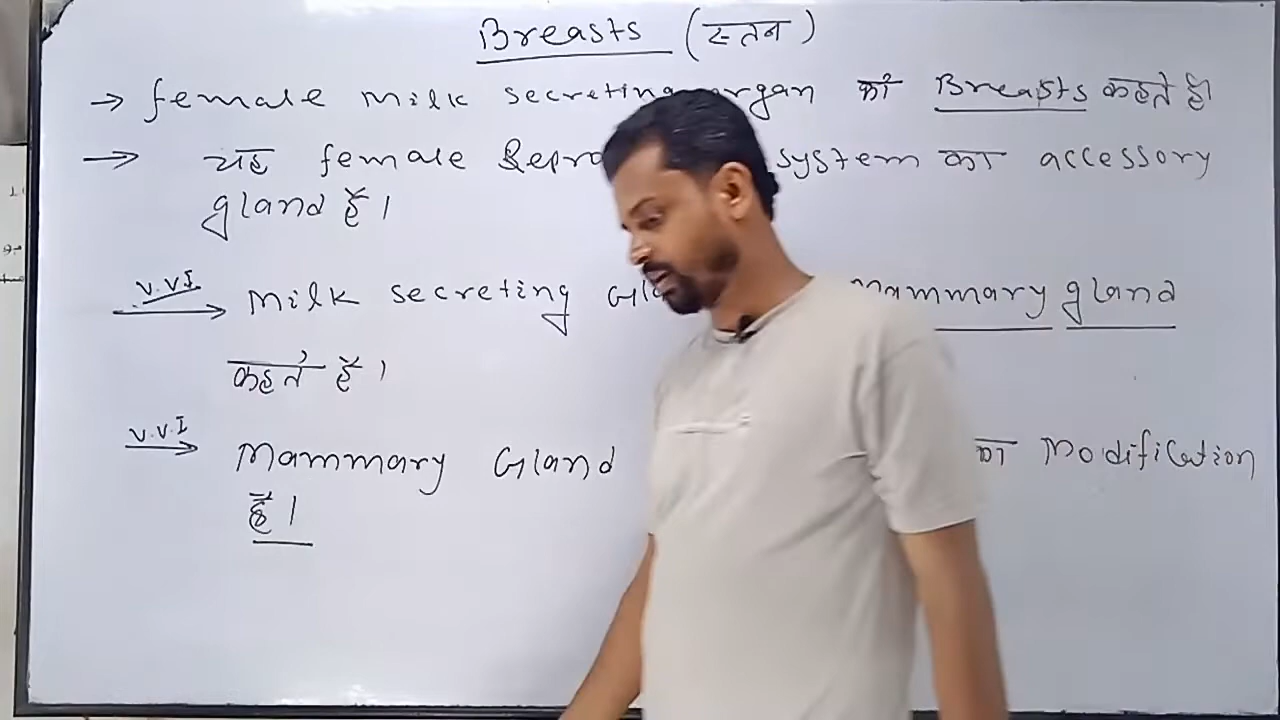 Breasts (स्तन)
→ female milk secreting organ को Breasts कहते है।
→ यह female Repro system का accessory
gland है।
V.V.I → Milk secreting Gla mammary gland
कहते है।
V.V.I → Mammary Gland का Modification
है।